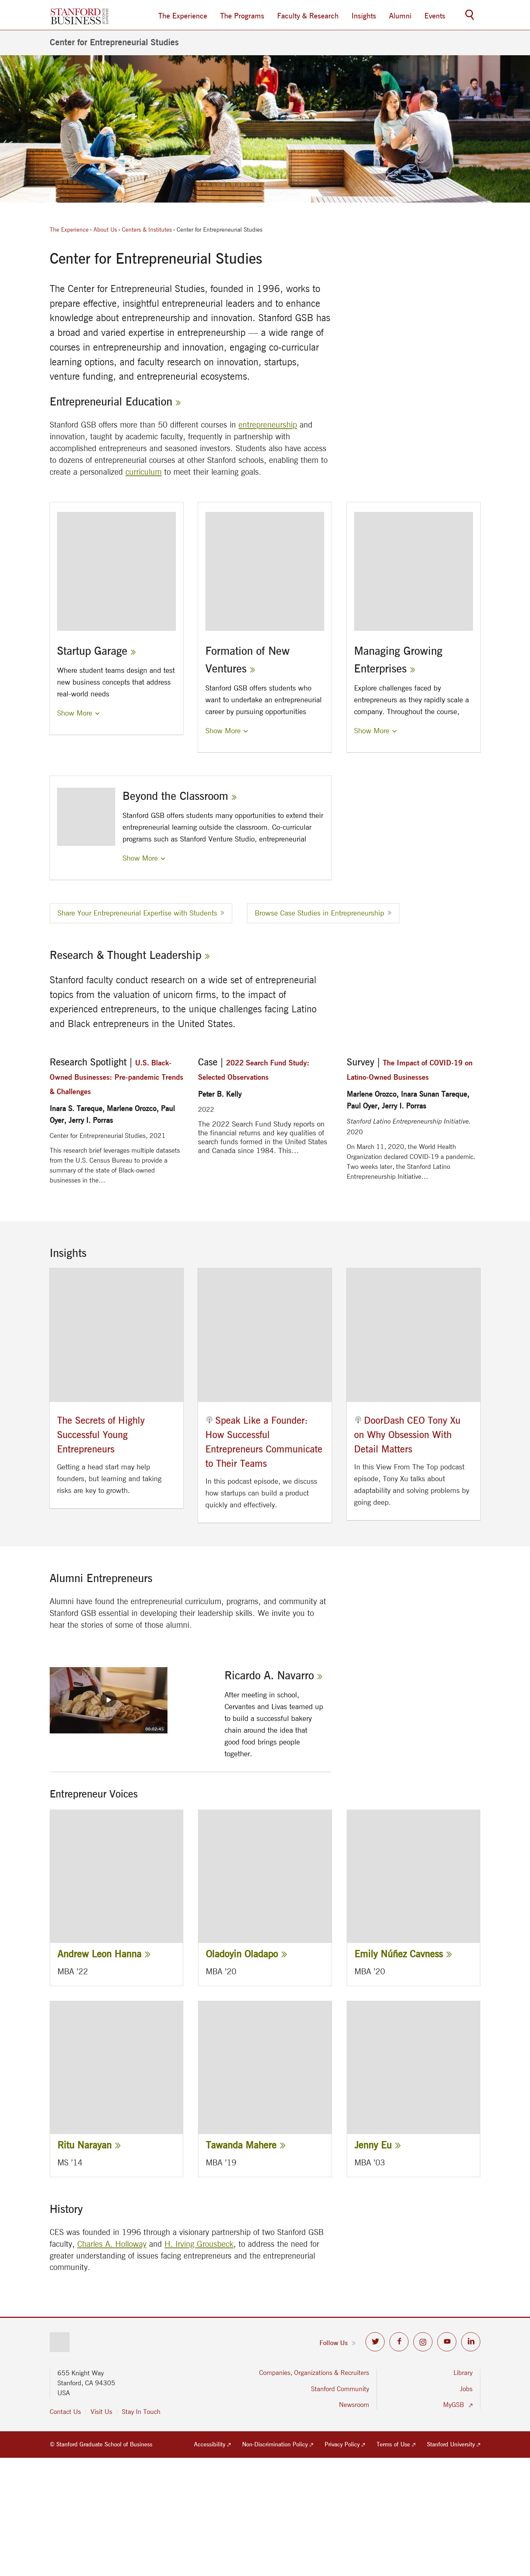 STANFORD
BUSINESS
The Experience
The Programs
Faculty & Research
Insights
Alumni
Events
Center for Entrepreneurial Studies
The Experience › About Us › Centers & Institutes › Center for Entrepreneurial Studies
Center for Entrepreneurial Studies
The Center for Entrepreneurial Studies, founded in 1996, works to
prepare effective, insightful entrepreneurial leaders and to enhance
knowledge about entrepreneurship and innovation. Stanford GSB has
a broad and varied expertise in entrepreneurship — a wide range of
courses in entrepreneurship and innovation, engaging co-curricular
learning options, and faculty research on innovation, startups,
venture funding, and entrepreneurial ecosystems.
Entrepreneurial Education »
Stanford GSB offers more than 50 different courses in entrepreneurship and
innovation, taught by academic faculty, frequently in partnership with
accomplished entrepreneurs and seasoned investors. Students also have access
to dozens of entrepreneurial courses at other Stanford schools, enabling them to
create a personalized curriculum to meet their learning goals.
Startup Garage »
Where student teams design and test
new business concepts that address
real-world needs
Show More
Formation of New
Ventures »
Stanford GSB offers students who
want to undertake an entrepreneurial
career by pursuing opportunities
Show More
Managing Growing
Enterprises »
Explore challenges faced by
entrepreneurs as they rapidly scale a
company. Throughout the course,
Show More
Beyond the Classroom »
Stanford GSB offers students many opportunities to extend their
entrepreneurial learning outside the classroom. Co-curricular
programs such as Stanford Venture Studio, entrepreneurial
Show More
Share Your Entrepreneurial Expertise with Students »
Browse Case Studies in Entrepreneurship »
Research & Thought Leadership »
Stanford faculty conduct research on a wide set of entrepreneurial
topics from the valuation of unicorn firms, to the impact of
experienced entrepreneurs, to the unique challenges facing Latino
and Black entrepreneurs in the United States.
Research Spotlight | U.S. Black-
Owned Businesses: Pre-pandemic Trends
& Challenges
Inara S. Tareque, Marlene Orozco, Paul
Oyer, Jerry I. Porras
Center for Entrepreneurial Studies, 2021
This research brief leverages multiple datasets
from the U.S. Census Bureau to provide a
summary of the state of Black-owned
businesses in the…
Case | 2022 Search Fund Study:
Selected Observations
Peter B. Kelly
2022
The 2022 Search Fund Study reports on
the financial returns and key qualities of
search funds formed in the United States
and Canada since 1984. This…
Survey | The Impact of COVID-19 on
Latino-Owned Businesses
Marlene Orozco, Inara Sunan Tareque,
Paul Oyer, Jerry I. Porras
Stanford Latino Entrepreneurship Initiative.
2020
On March 11, 2020, the World Health
Organization declared COVID-19 a pandemic.
Two weeks later, the Stanford Latino
Entrepreneurship Initiative…
Insights
The Secrets of Highly
Successful Young
Entrepreneurs
Getting a head start may help
founders, but learning and taking
risks are key to growth.
Speak Like a Founder:
How Successful
Entrepreneurs Communicate
to Their Teams
In this podcast episode, we discuss
how startups can build a product
quickly and effectively.
DoorDash CEO Tony Xu
on Why Obsession With
Detail Matters
In this View From The Top podcast
episode, Tony Xu talks about
adaptability and solving problems by
going deep.
Alumni Entrepreneurs
Alumni have found the entrepreneurial curriculum, programs, and community at
Stanford GSB essential in developing their leadership skills. We invite you to
hear the stories of some of those alumni.
00:02:45
Ricardo A. Navarro »
After meeting in school,
Cervantes and Livas teamed up
to build a successful bakery
chain around the idea that
good food brings people
together.
Entrepreneur Voices
Andrew Leon Hanna »
MBA '22
Oladoyin Oladapo »
MBA '20
Emily Núñez Cavness »
MBA '20
Ritu Narayan »
MS '14
Tawanda Mahere »
MBA '19
Jenny Eu »
MBA '03
History
CES was founded in 1996 through a visionary partnership of two Stanford GSB
faculty, Charles A. Holloway and H. Irving Grousbeck, to address the need for
greater understanding of issues facing entrepreneurs and the entrepreneurial
community.
Follow Us »
655 Knight Way
Stanford, CA 94305
USA
Contact Us
Visit Us
Stay In Touch
Companies, Organizations & Recruiters
Stanford Community
Newsroom
Library
Jobs
MyGSB
© Stanford Graduate School of Business
Accessibility
Non-Discrimination Policy
Privacy Policy
Terms of Use
Stanford University